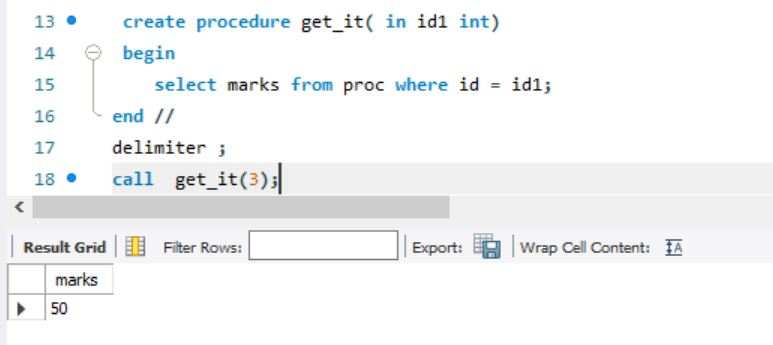 13 create procedure get_it( in id1 int)
14 begin
15 select marks from proc where id = id1;
16 end //
17 delimiter ;
18 call get_it(3);
Result Grid Filter Rows: Export: Wrap Cell Content: IA
marks
50